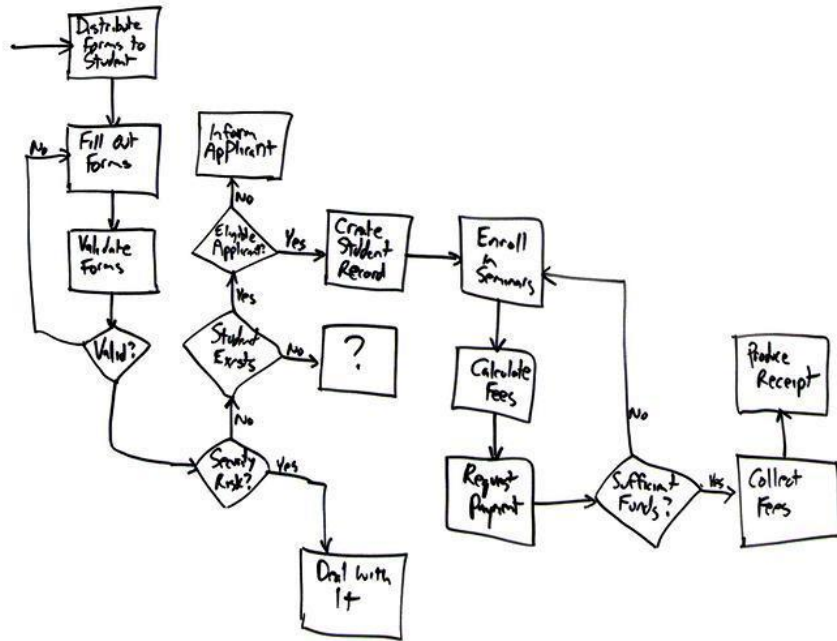 Distribute
Forms to
Student
Fill out
Forms
No
Validate
Forms
Valid?
Inform
Applicant
No
Eligible
Applicant?
Yes
Yes
Student
Exists
No
?
No
Security
Risk?
Yes
Deal with
It
Create
Student
Record
Enroll
in
Seminars
Calculate
Fees
Request
Payment
Sufficient
Funds?
No
Yes
Collect
Fees
Produce
Receipt